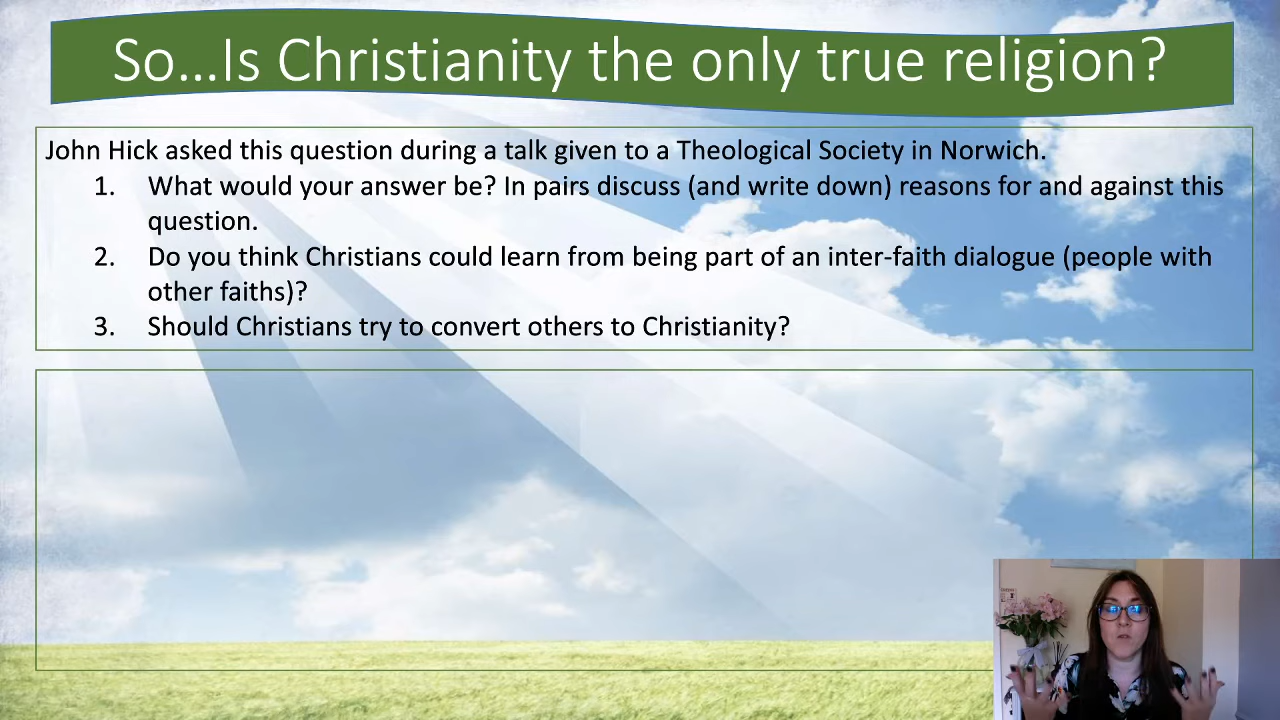 So...Is Christianity the only true religion?
John Hick asked this question during a talk given to a Theological Society in Norwich.
1. What would your answer be? In pairs discuss (and write down) reasons for and against this
question.
2. Do you think Christians could learn from being part of an inter-faith dialogue (people with
other faiths)?
3. Should Christians try to convert others to Christianity?